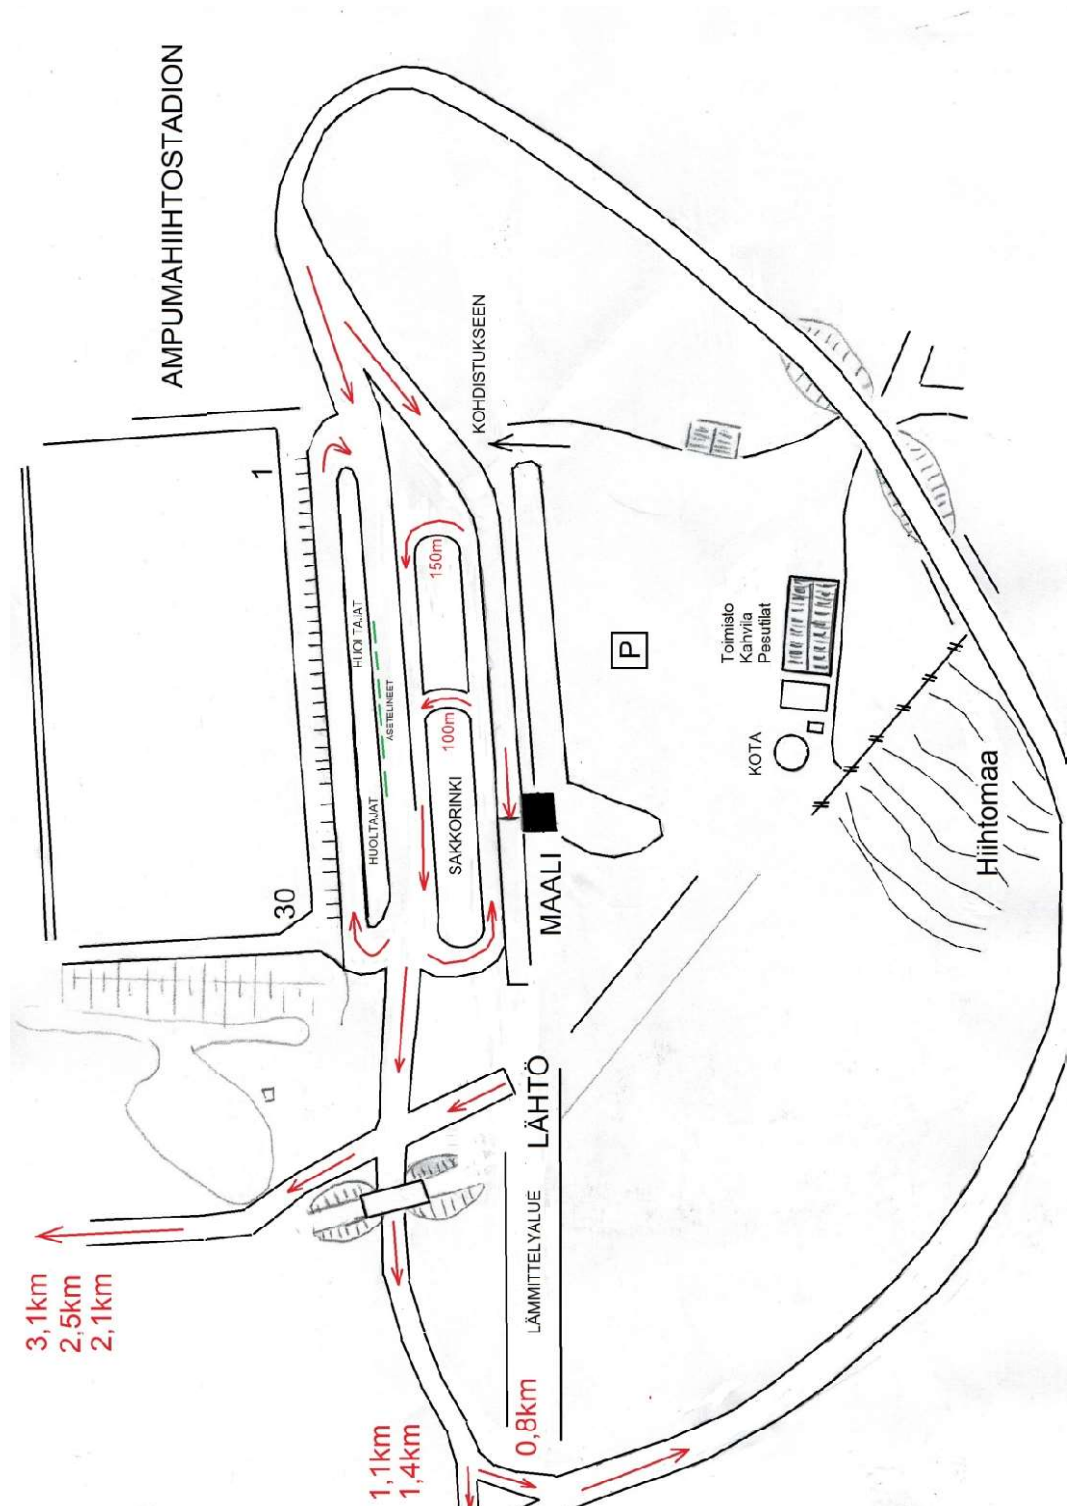 AMPUMAHIIHTOSTADION
1
30
KOHDISTUKSEEN
HUOLTAJAT
HUOLTAJAT
ASETELINEET
150m
100m
SAKKORINKI
P
Toimisto
Kahvila
Pesutilat
KOTA
Hiihtomaa
MAALI
LÄHTÖ
LÄMMITTELYALUE
3,1km
2,5km
2,1km
1,1km
1,4km
0,8km